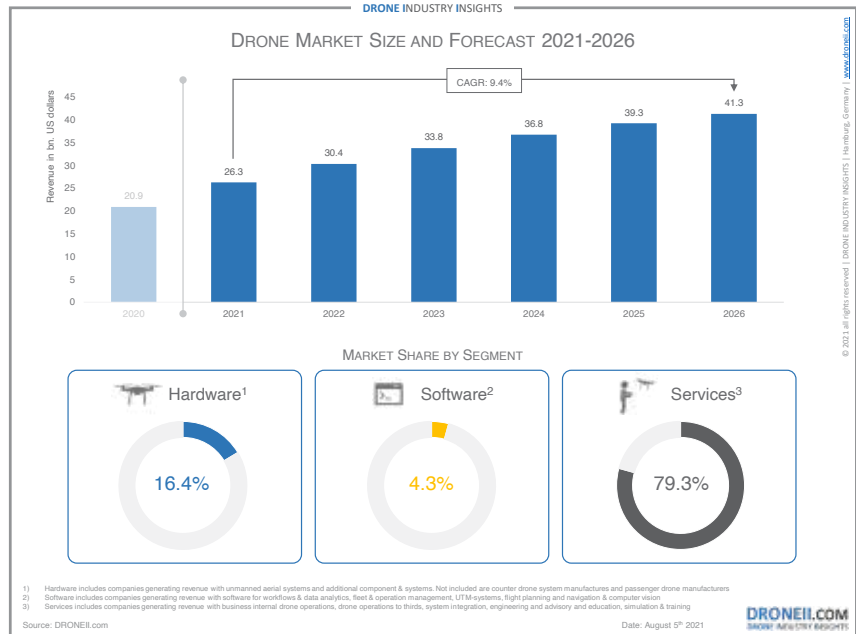 DRONE INDUSTRY INSIGHTS
DRONE MARKET SIZE AND FORECAST 2021-2026
Revenue in bn. US dollars
45
40
35
30
25
20
15
10
5
0
CAGR: 9.4%
20.9
26.3
30.4
33.8
36.8
39.3
41.3
2020
2021
2022
2023
2024
2025
2026
© 2021 all rights reserved | DRONE INDUSTRY INSIGHTS | Hamburg, Germany | www.droneii.com
MARKET SHARE BY SEGMENT
Hardware1
16.4%
Software2
4.3%
Services3
79.3%
1) Hardware includes companies generating revenue with unmanned aerial systems and additional component & systems. Not included are counter drone system manufactures and passenger drone manufacturers
2) Software includes companies generating revenue with software for workflows & data analytics, fleet & operation management, UTM-systems, flight planning and navigation & computer vision
3) Services includes companies generating revenue with business internal drone operations, drone operations to thirds, system integration, engineering and advisory and education, simulation & training
Source: DRONEII.com
Date: August 5th 2021
DRONEII.COM
DRONE INDUSTRY INSIGHTS